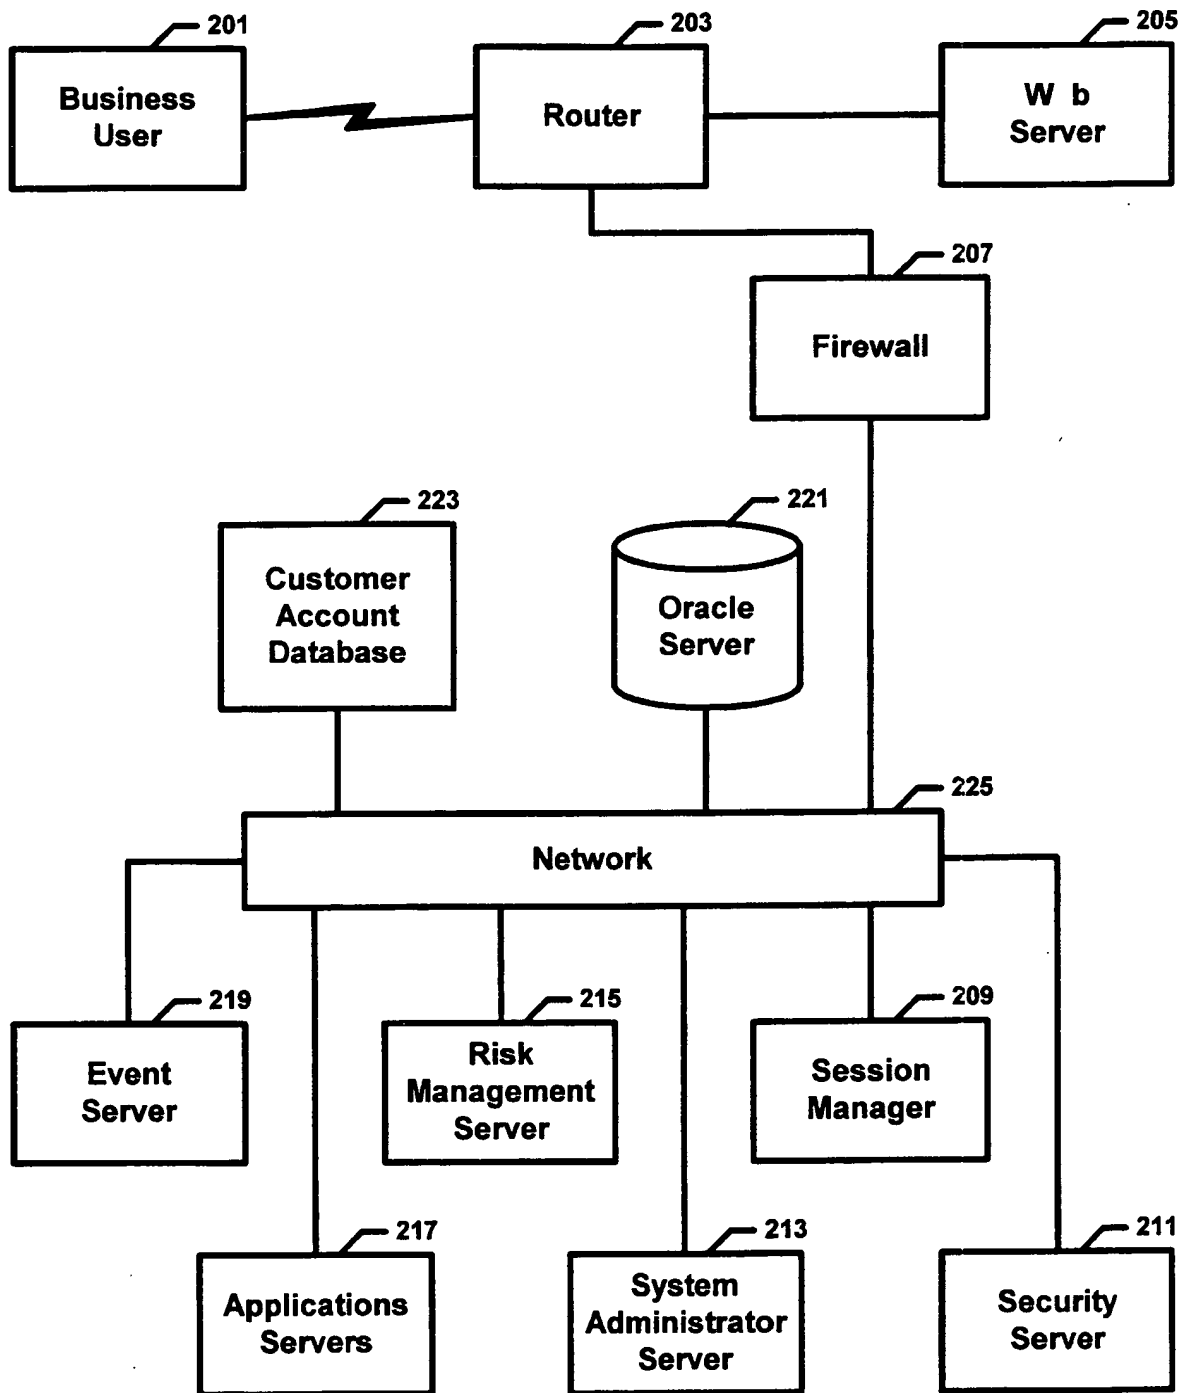 201
203
205
Business
User
Router
W b
Server
207
Firewall
223
221
Customer
Account
Database
Oracle
Server
225
Network
219
215
209
Event
Server
Risk
Management
Server
Session
Manager
217
213
211
Applications
Servers
System
Administrator
Server
Security
Server